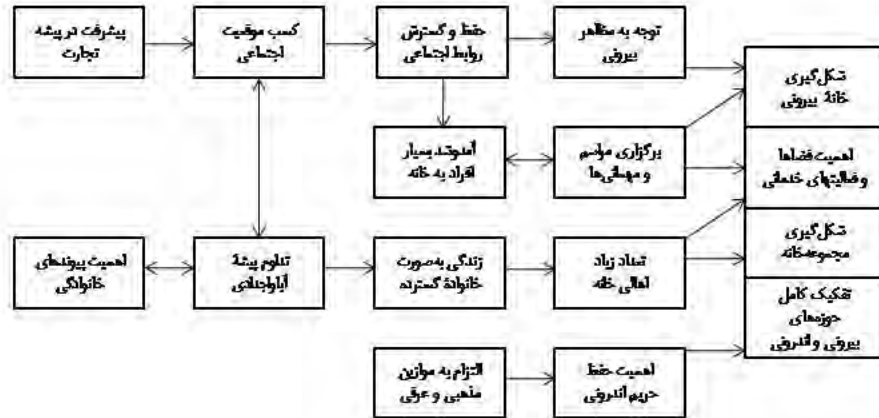 پیشرفت در پیشه
تجارت
کسب موقعیت
اجتماعی
حفظ و گسترش
روابط اجتماعی
توجه به مظاهر
بیرونی
شکل‌گیری
خانهٔ بیرونی
آمدوشد بسیار
افراد به خانه
برگزاری مراسم
و مهمانی‌ها
اهمیت فضاها
و فعالیتهای خدماتی
اهمیت پیوندهای
خانوادگی
تداوم پیشهٔ
آباواجدادی
زندگی به صورت
خانوادهٔ گسترده
تعداد زیاد
اهالی خانه
شکل‌گیری
مجموعه‌خانه
تفکیک کامل
حوزه‌های
بیرونی و اندرونی
التزام به موازین
مذهبی و عرفی
اهمیت حفظ
حریم اندرونی